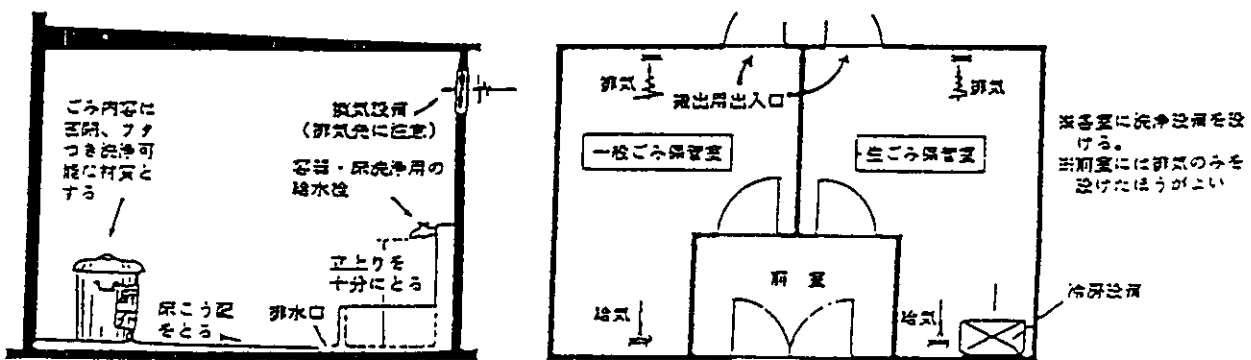 ごみ内容は
密閉、フタ
つき洗浄可
能な材質と
する
換気設備
(排気先に注意)
容器・床洗浄用の
給水栓
立上りを
十分にとる
床こう配
をとる
排水口
排気
搬出用出入口
排気
一般ごみ保管室
生ごみ保管室
前室
給気
給気
冷房設備
※各室に洗浄設備を設
ける。
※前室には排気のみを
設けたほうがよい